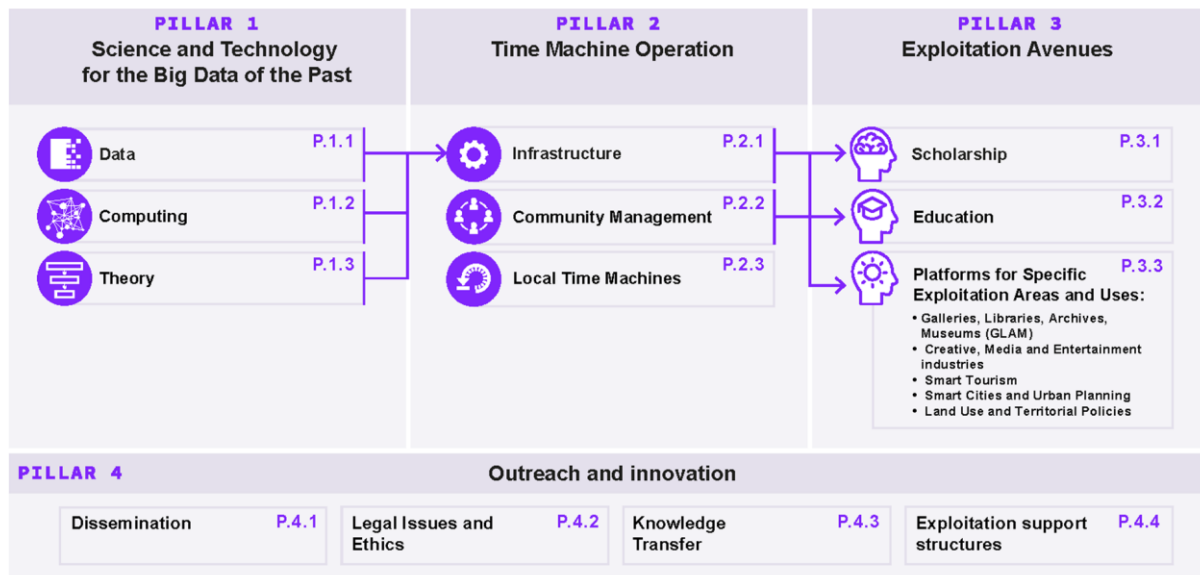 PILLAR 1
Science and Technology
for the Big Data of the Past
Data
P.1.1
Computing
P.1.2
Theory
P.1.3
PILLAR 2
Time Machine Operation
Infrastructure
P.2.1
Community Management
P.2.2
Local Time Machines
P.2.3
PILLAR 3
Exploitation Avenues
Scholarship
P.3.1
Education
P.3.2
Platforms for Specific
P.3.3
Exploitation Areas and Uses:
• Galleries, Libraries, Archives,
Museums (GLAM)
• Creative, Media and Entertainment
industries
• Smart Tourism
• Smart Cities and Urban Planning
• Land Use and Territorial Policies
PILLAR 4
Outreach and innovation
Dissemination
P.4.1
Legal Issues and
Ethics
P.4.2
Knowledge
Transfer
P.4.3
Exploitation support
structures
P.4.4